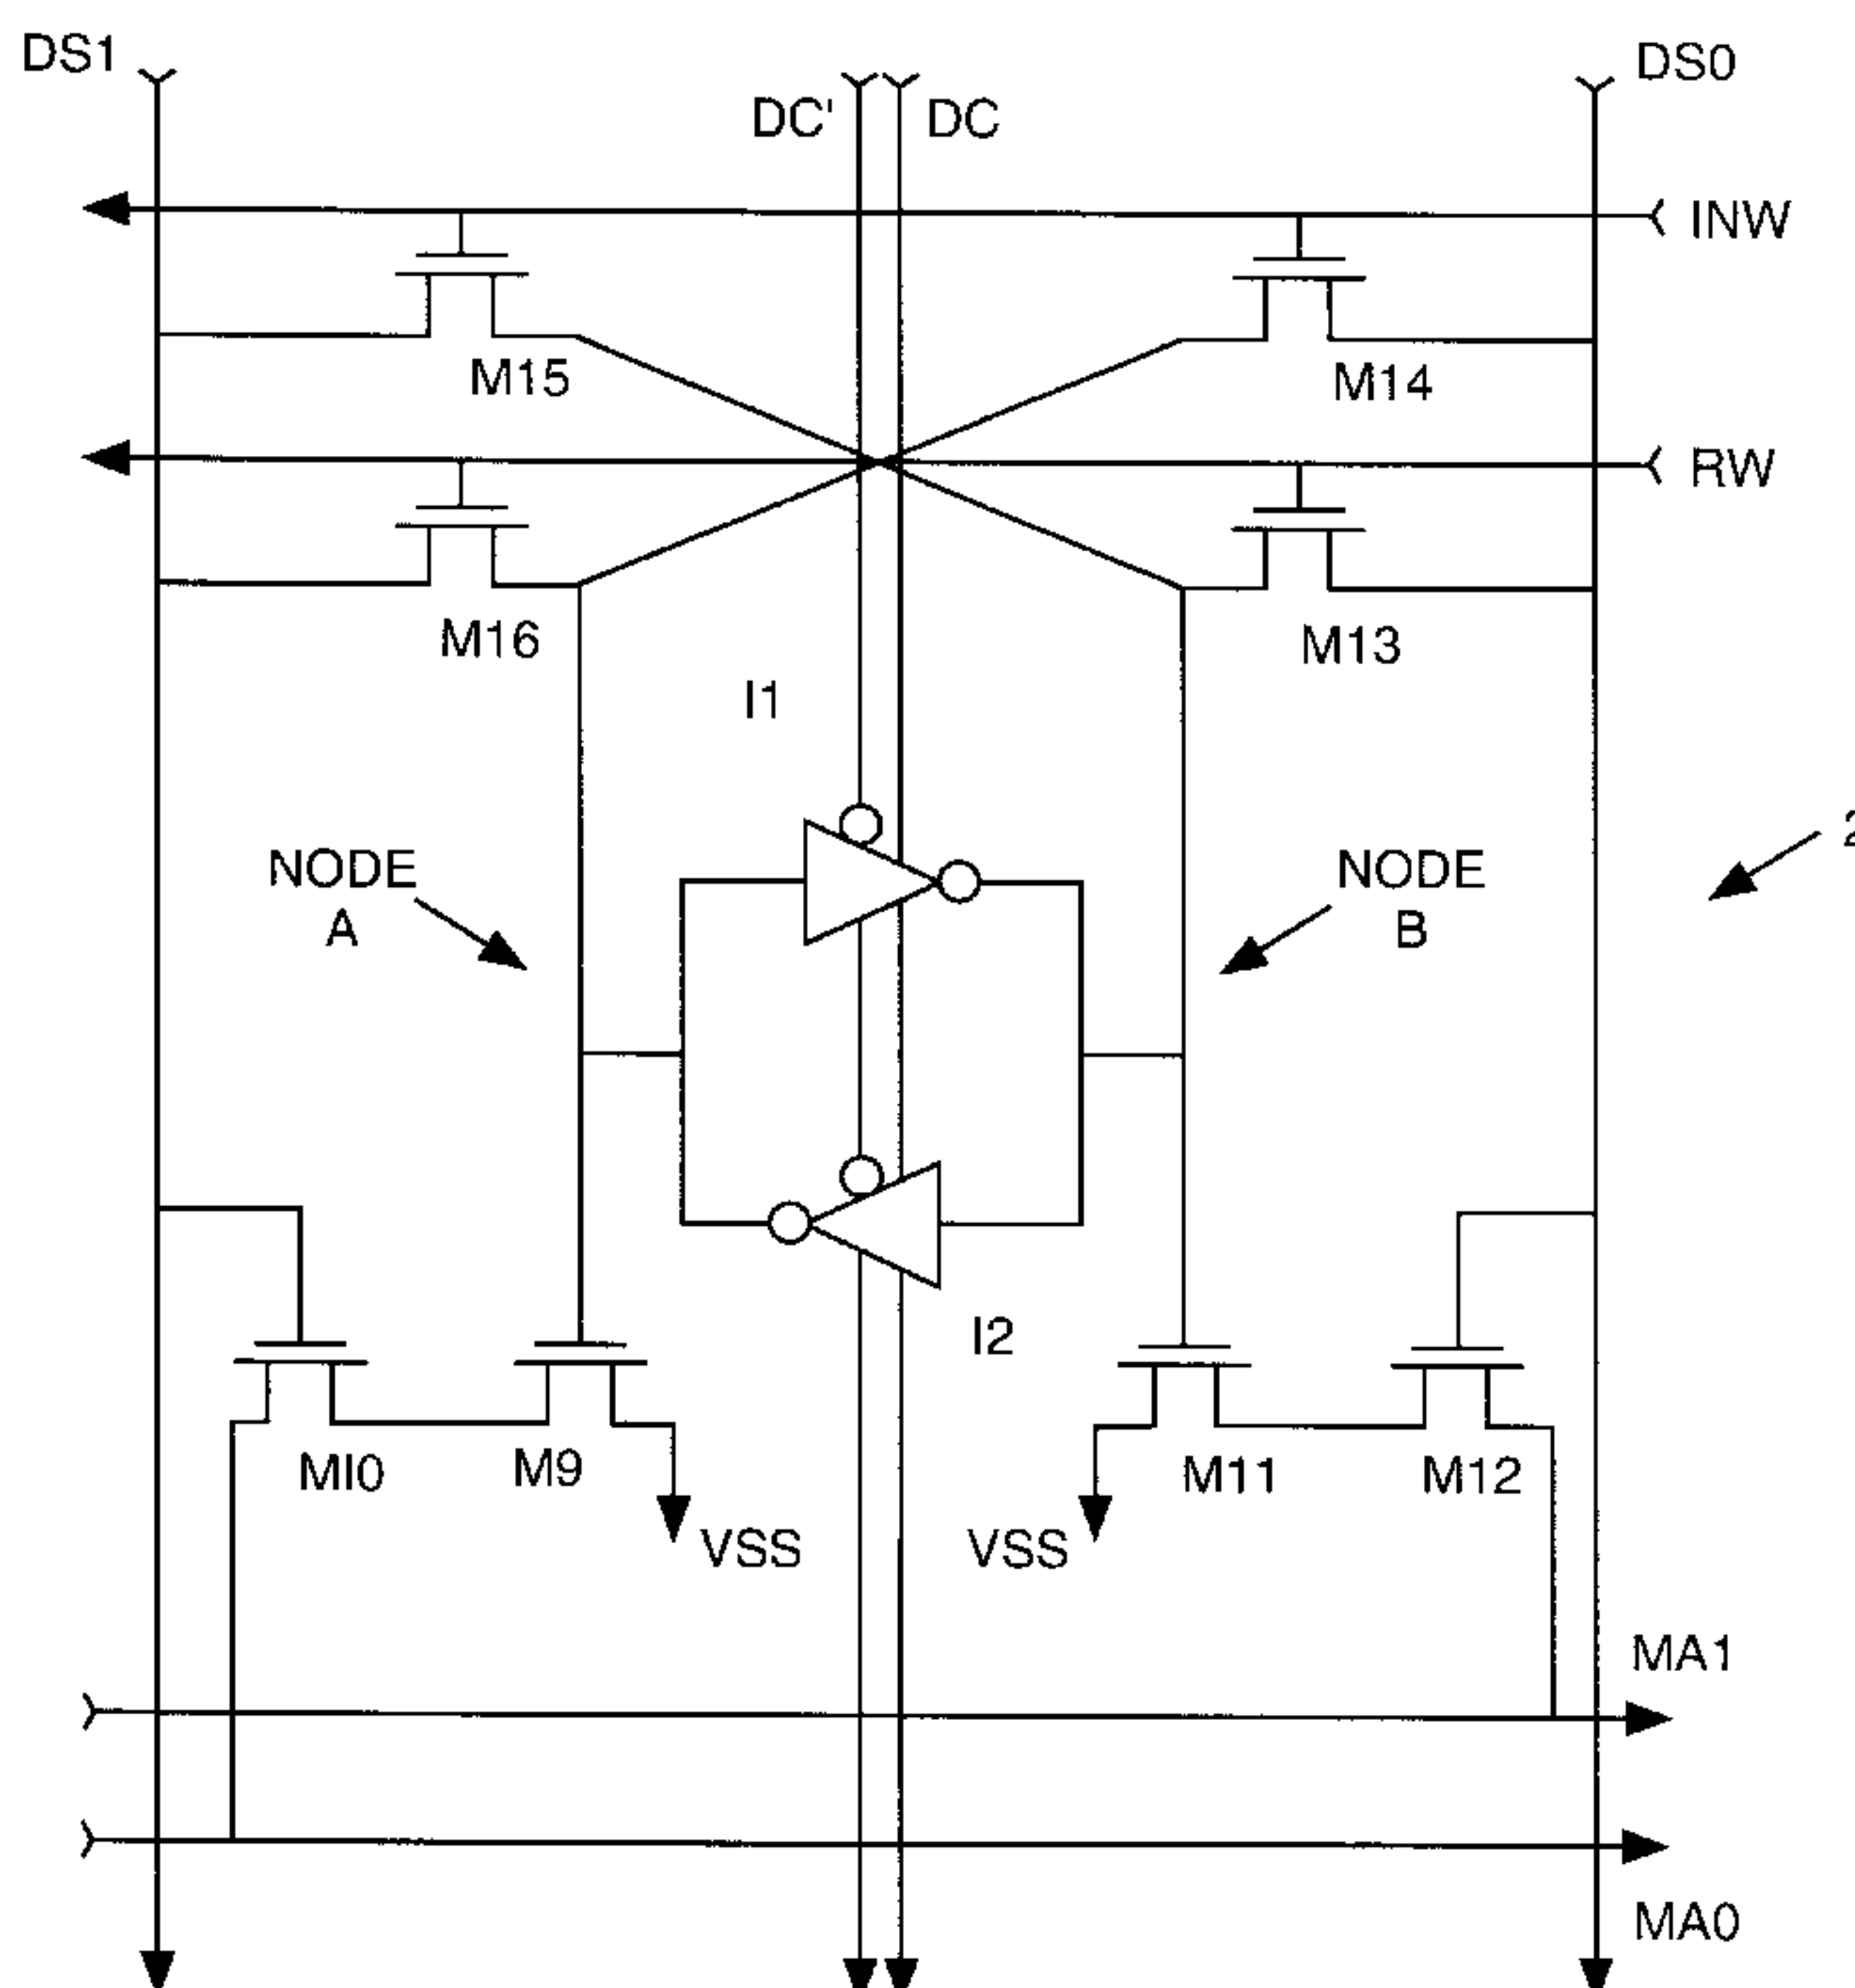 DS1
DS0
DC'
DC
INW
M15
M14
RW
M16
M13
I1
NODE
A
NODE
B
I2
MI0
M9
M11
M12
VSS
VSS
MA1
MA0